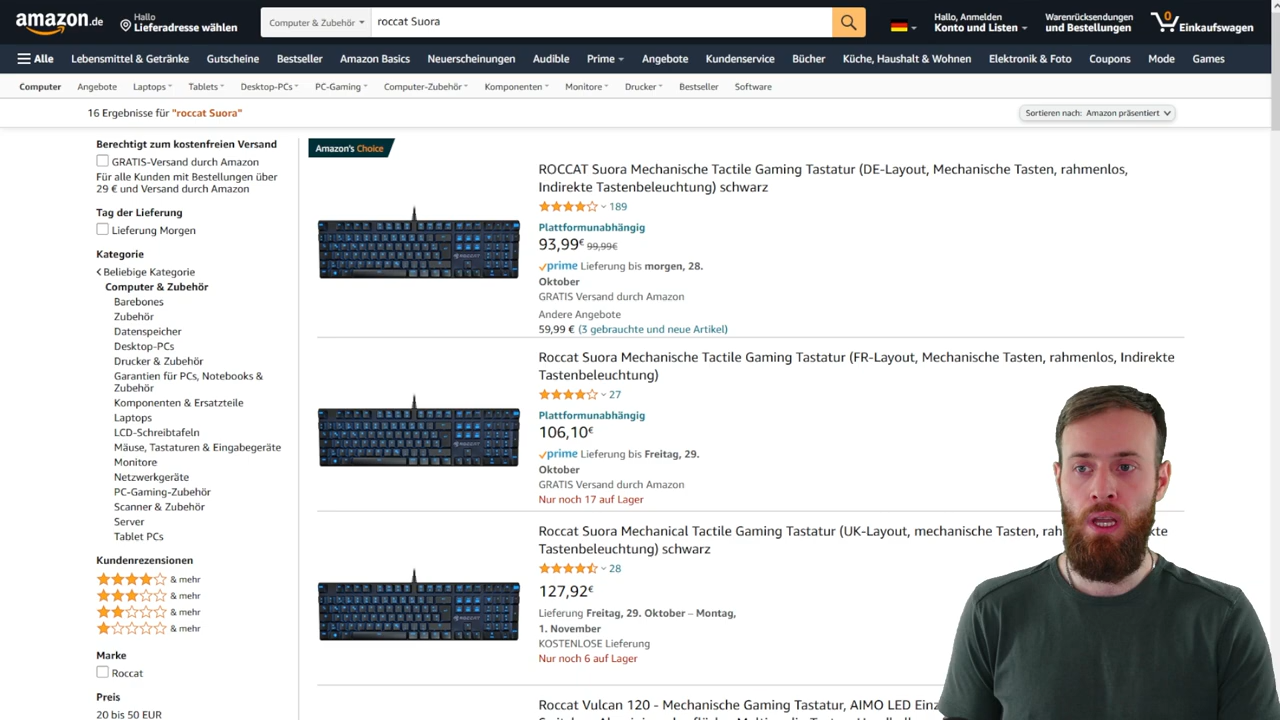 amazon.de
Hallo
Lieferadresse wählen
Computer & Zubehör
roccat Suora
Hallo, Anmelden
Konto und Listen
Warenrücksendungen
und Bestellungen
0
Einkaufswagen
Alle
Lebensmittel & Getränke
Gutscheine
Bestseller
Amazon Basics
Neuerscheinungen
Audible
Prime
Angebote
Kundenservice
Bücher
Küche, Haushalt & Wohnen
Elektronik & Foto
Coupons
Mode
Games
Computer
Angebote
Laptops
Tablets
Desktop-PCs
PC-Gaming
Computer-Zubehör
Komponenten
Monitore
Drucker
Bestseller
Software
16 Ergebnisse für "roccat Suora"
Sortieren nach: Amazon präsentiert
Berechtigt zum kostenfreien Versand
GRATIS-Versand durch Amazon
Für alle Kunden mit Bestellungen über
29 € und Versand durch Amazon
Tag der Lieferung
Lieferung Morgen
Kategorie
Beliebige Kategorie
Computer & Zubehör
Barebones
Zubehör
Datenspeicher
Desktop-PCs
Drucker & Zubehör
Garantien für PCs, Notebooks &
Zubehör
Komponenten & Ersatzteile
Laptops
LCD-Schreibtafeln
Mäuse, Tastaturen & Eingabegeräte
Monitore
Netzwerkgeräte
PC-Gaming-Zubehör
Scanner & Zubehör
Server
Tablet PCs
Kundenrezensionen
& mehr
& mehr
& mehr
& mehr
Marke
Roccat
Preis
20 bis 50 EUR
Amazon's Choice
ROCCAT Suora Mechanische Tactile Gaming Tastatur (DE-Layout, Mechanische Tasten, rahmenlos,
Indirekte Tastenbeleuchtung) schwarz
189
Plattformunabhängig
93,99€ 99,99€
prime Lieferung bis morgen, 28.
Oktober
GRATIS Versand durch Amazon
Andere Angebote
59,99 € (3 gebrauchte und neue Artikel)
Roccat Suora Mechanische Tactile Gaming Tastatur (FR-Layout, Mechanische Tasten, rahmenlos, Indirekte
Tastenbeleuchtung)
27
Plattformunabhängig
106,10€
prime Lieferung bis Freitag, 29.
Oktober
GRATIS Versand durch Amazon
Nur noch 17 auf Lager
Roccat Suora Mechanical Tactile Gaming Tastatur (UK-Layout, mechanische Tasten,
Tastenbeleuchtung) schwarz
28
127,92€
Lieferung Freitag, 29. Oktober – Montag,
1. November
KOSTENLOSE Lieferung
Nur noch 6 auf Lager
Roccat Vulcan 120 - Mechanische Gaming Tastatur, AIMO LED